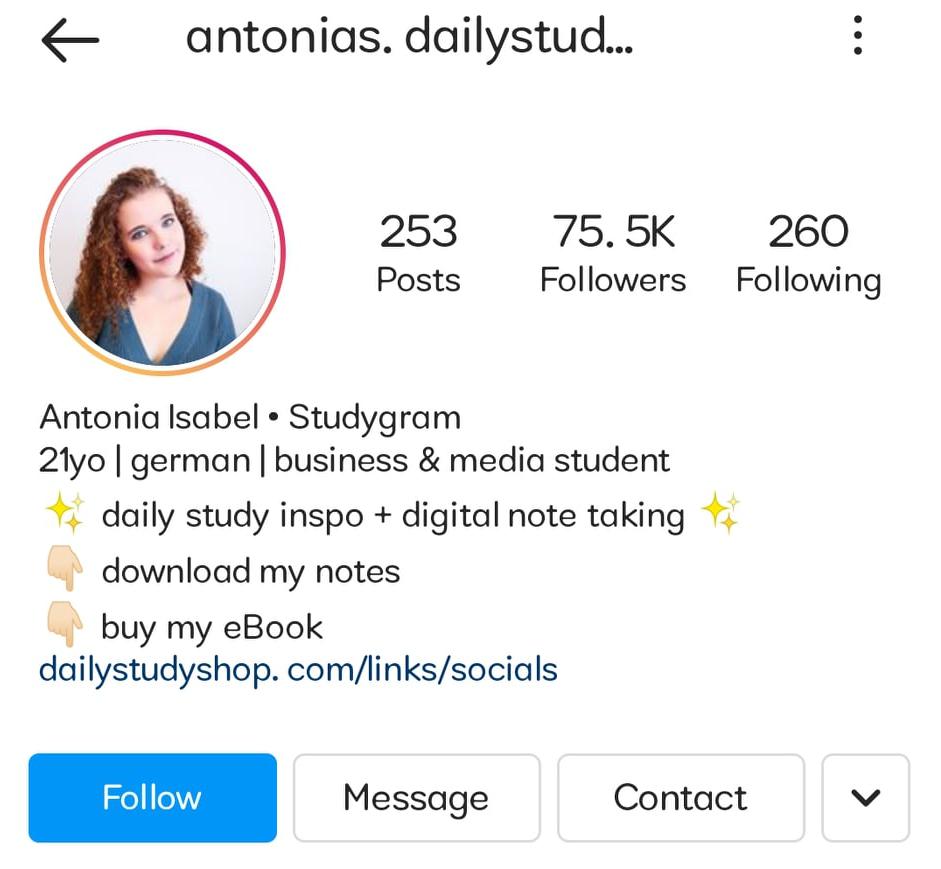 antonias. dailystud...
253
Posts
75. 5K
Followers
260
Following
Antonia Isabel • Studygram
21yo | german | business & media student
✨ daily study inspo + digital note taking ✨
👇🏼 download my notes
👇🏼 buy my eBook
dailystudyshop. com/links/socials
Follow
Message
Contact